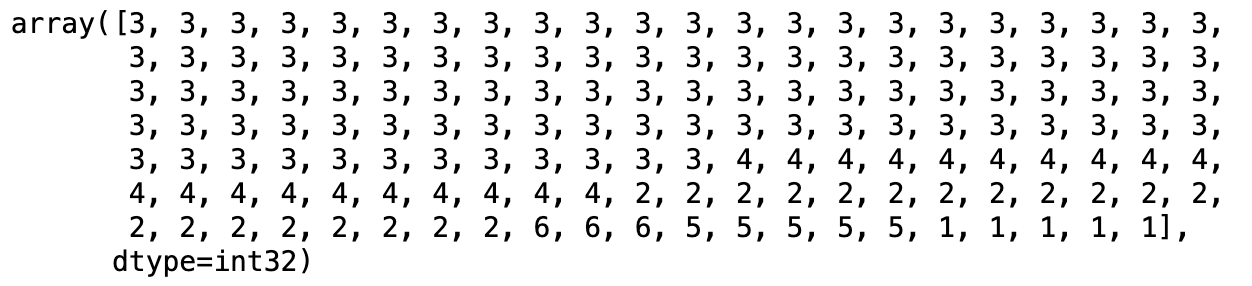 array([3, 3, 3, 3, 3, 3, 3, 3, 3, 3, 3, 3, 3, 3, 3, 3, 3, 3, 3, 3, 3, 3,
3, 3, 3, 3, 3, 3, 3, 3, 3, 3, 3, 3, 3, 3, 3, 3, 3, 3, 3, 3, 3, 3,
3, 3, 3, 3, 3, 3, 3, 3, 3, 3, 3, 3, 3, 3, 3, 3, 3, 3, 3, 3, 3, 3,
3, 3, 3, 3, 3, 3, 3, 3, 3, 3, 3, 3, 3, 3, 3, 3, 3, 3, 3, 3, 3, 3,
3, 3, 3, 3, 3, 3, 3, 3, 3, 3, 3, 3, 4, 4, 4, 4, 4, 4, 4, 4, 4, 4,
4, 4, 4, 4, 4, 4, 4, 4, 4, 4, 2, 2, 2, 2, 2, 2, 2, 2, 2, 2, 2, 2,
2, 2, 2, 2, 2, 2, 2, 2, 6, 6, 6, 5, 5, 5, 5, 5, 1, 1, 1, 1, 1],
dtype=int32)